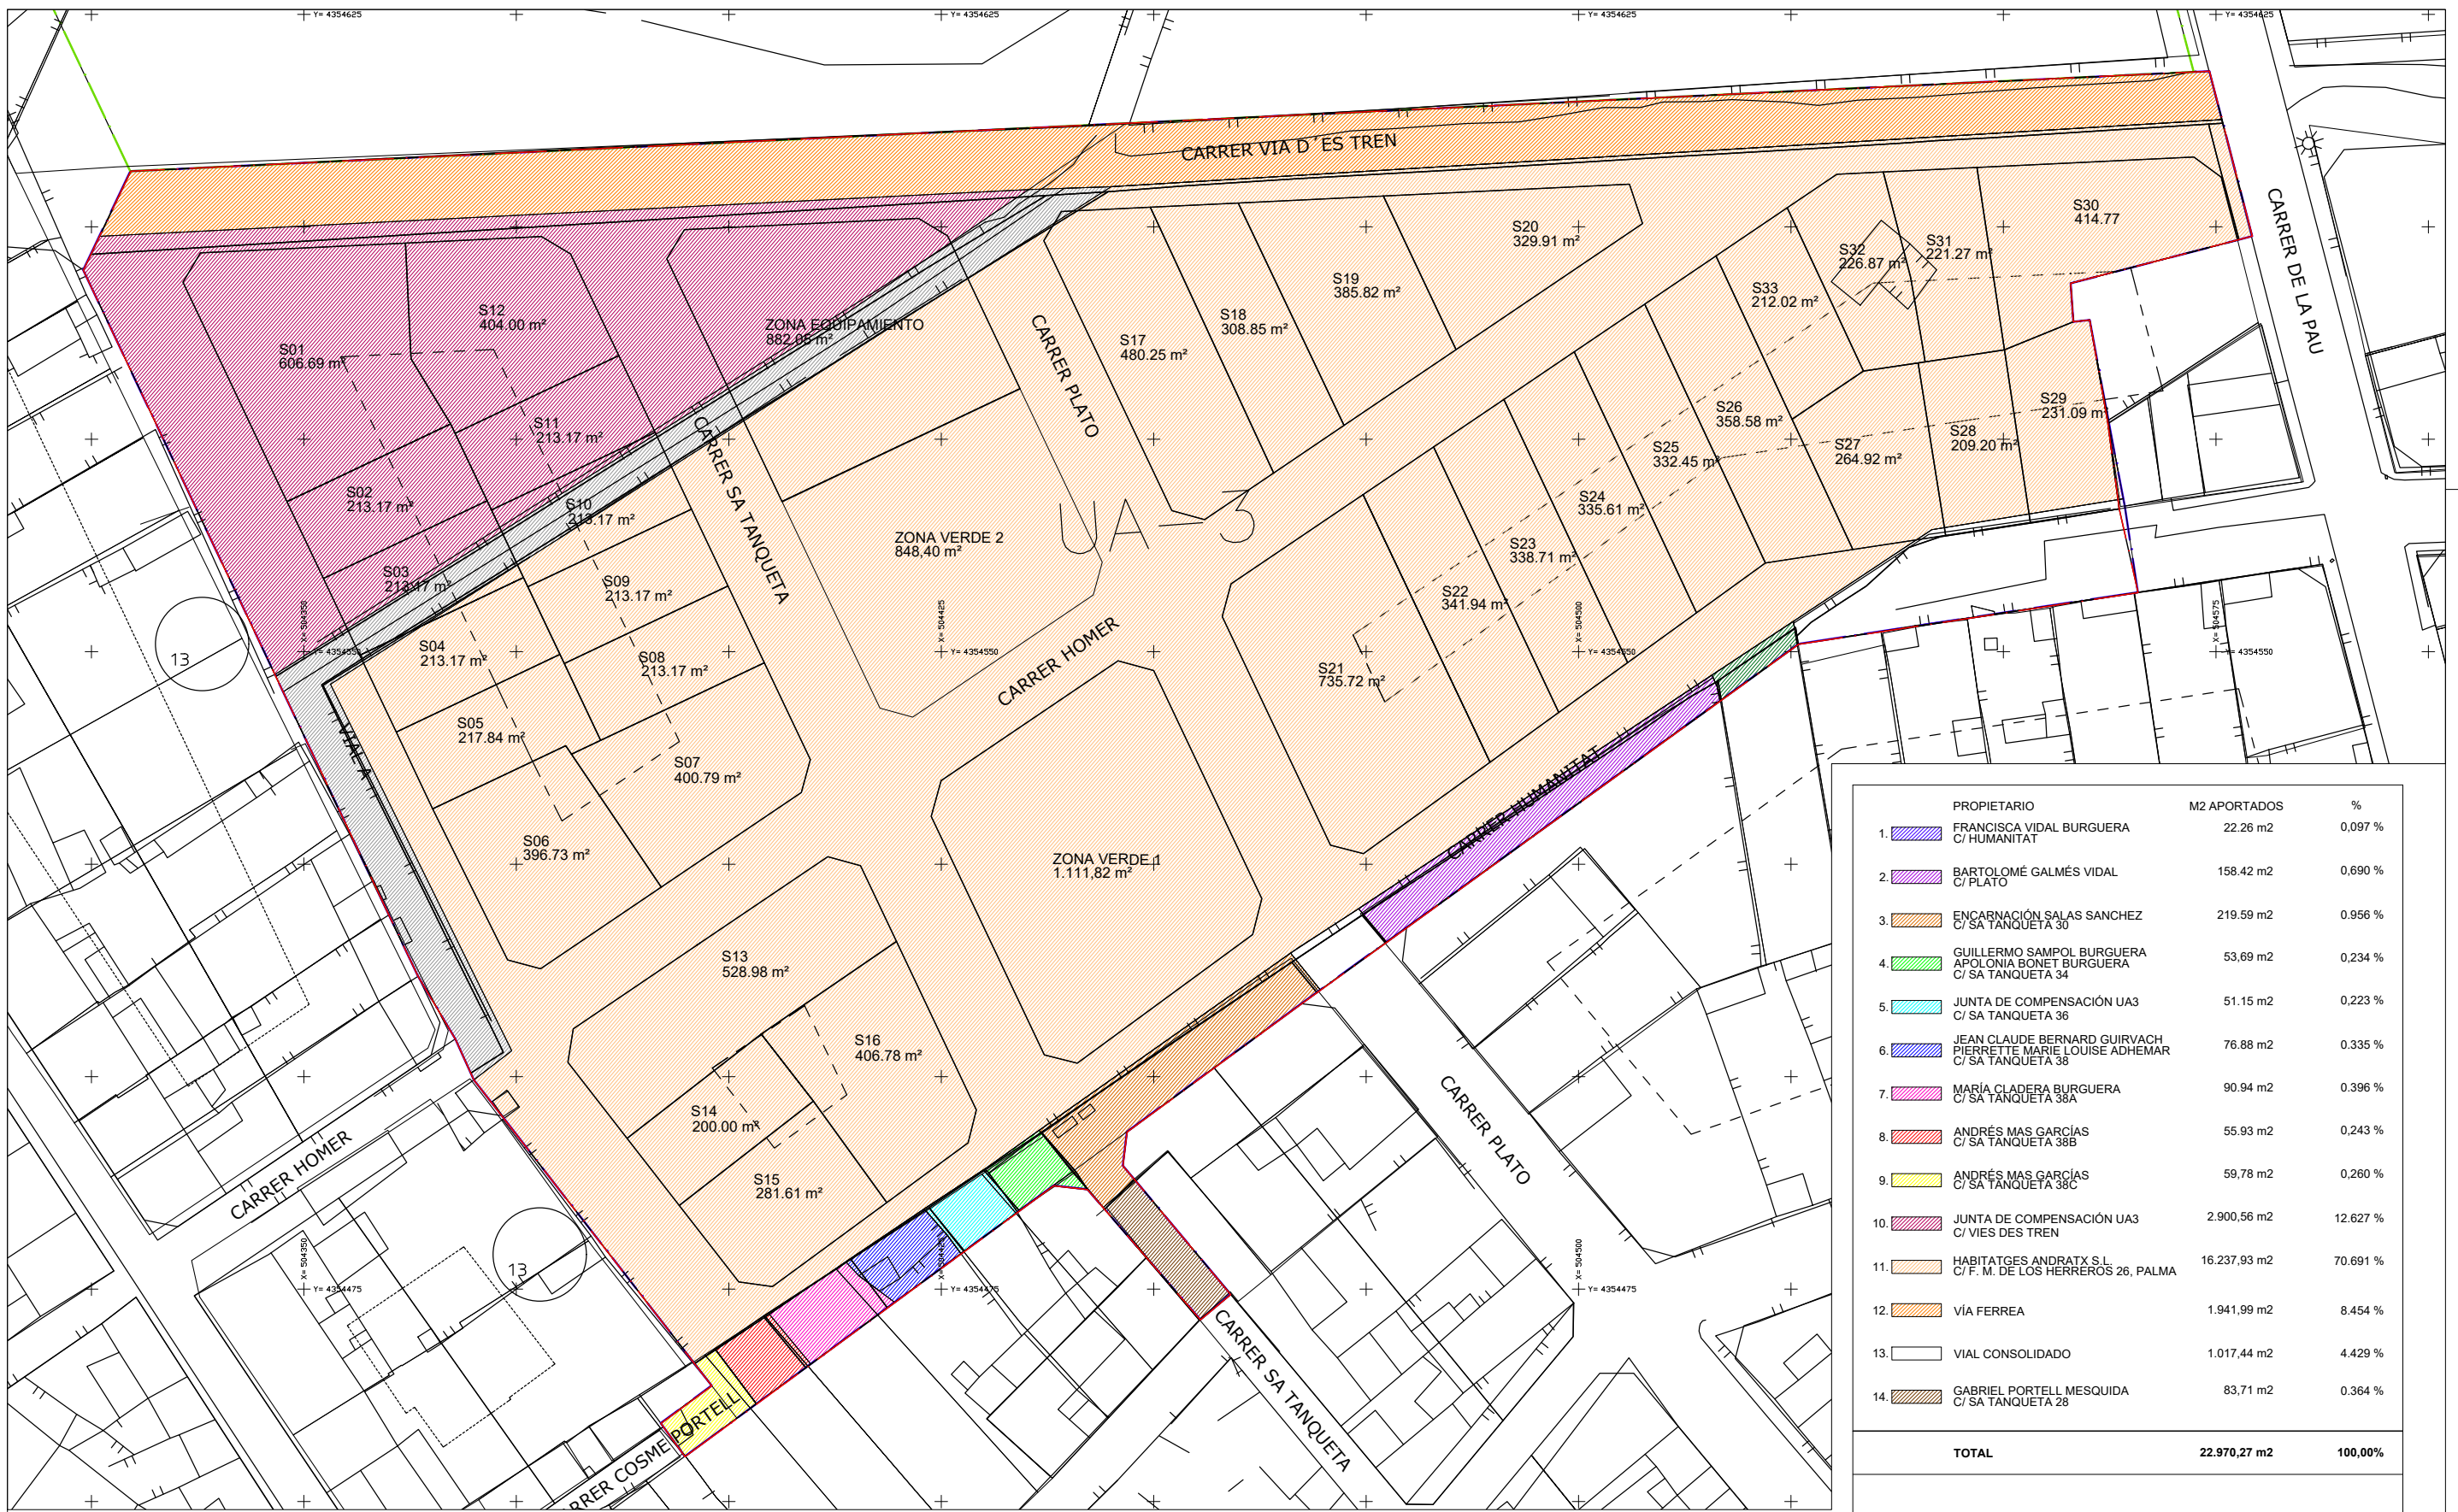 Y= 4354625
Y= 4354625
Y= 4354625
Y= 4354625
CARRER VIA D´ES TREN
CARRER DE LA PAU
S30
414.77
S20
329.91 m²
S31
221.27 m²
S32
226.87 m²
S19
385.82 m²
S33
212.02 m²
S12
404.00 m²
S18
308.85 m²
ZONA EQUIPAMIENTO
882.05 m²
S17
480.25 m²
S01
606.69 m²
CARRER PLATO
S29
231.09 m²
S26
358.58 m²
S11
213.17 m²
S28
209.20 m²
S27
264.92 m²
S25
332.45 m²
CARRER SA TANQUETA
S02
213.17 m²
S24
335.61 m²
S10
213.17 m²
UA-3
ZONA VERDE 2
848,40 m²
S23
338.71 m²
S03
213.17 m²
S09
213.17 m²
S22
341.94 m²
X= 504350
X= 504425
X= 504500
X= 504575
S04
213.17 m²
Y= 4354550
Y= 4354550
Y= 4354550
Y= 4354550
13
S08
213.17 m²
CARRER HOMER
S21
735.72 m²
S05
217.84 m²
VIAL A
S07
400.79 m²
CARRER HUMANITAT
S06
396.73 m²
ZONA VERDE 1
1.111,82 m²
S13
528.98 m²
S16
406.78 m²
S14
200.00 m²
CARRER PLATO
S15
281.61 m²
CARRER HOMER
X= 504350
X= 504425
X= 504500
13
Y= 4354475
Y= 4354475
Y= 4354475
CARRER SA TANQUETA
RRER COSME PORTELL
PROPIETARIO M2 APORTADOS %
1. FRANCISCA VIDAL BURGUERA 22.26 m2 0,097 %
C/ HUMANITAT
2. BARTOLOMÉ GALMÉS VIDAL 158.42 m2 0,690 %
C/ PLATO
3. ENCARNACIÓN SALAS SANCHEZ 219.59 m2 0.956 %
C/ SA TANQUETA 30
4. GUILLERMO SAMPOL BURGUERA 53,69 m2 0,234 %
APOLONIA BONET BURGUERA
C/ SA TANQUETA 34
5. JUNTA DE COMPENSACIÓN UA3 51.15 m2 0,223 %
C/ SA TANQUETA 36
6. JEAN CLAUDE BERNARD GUIRVACH 76.88 m2 0.335 %
PIERRETTE MARIE LOUISE ADHEMAR
C/ SA TANQUETA 38
7. MARÍA CLADERA BURGUERA 90.94 m2 0.396 %
C/ SA TANQUETA 38A
8. ANDRÉS MAS GARCÍAS 55.93 m2 0,243 %
C/ SA TANQUETA 38B
9. ANDRÉS MAS GARCÍAS 59,78 m2 0,260 %
C/ SA TANQUETA 38C
10. JUNTA DE COMPENSACIÓN UA3 2.900,56 m2 12.627 %
C/ VIES DES TREN
11. HABITATGES ANDRATX S.L. 16.237,93 m2 70.691 %
C/ F. M. DE LOS HERREROS 26, PALMA
12. VÍA FERREA 1.941,99 m2 8.454 %
13. VIAL CONSOLIDADO 1.017,44 m2 4.429 %
14. GABRIEL PORTELL MESQUIDA 83,71 m2 0.364 %
C/ SA TANQUETA 28
TOTAL 22.970,27 m2 100,00%